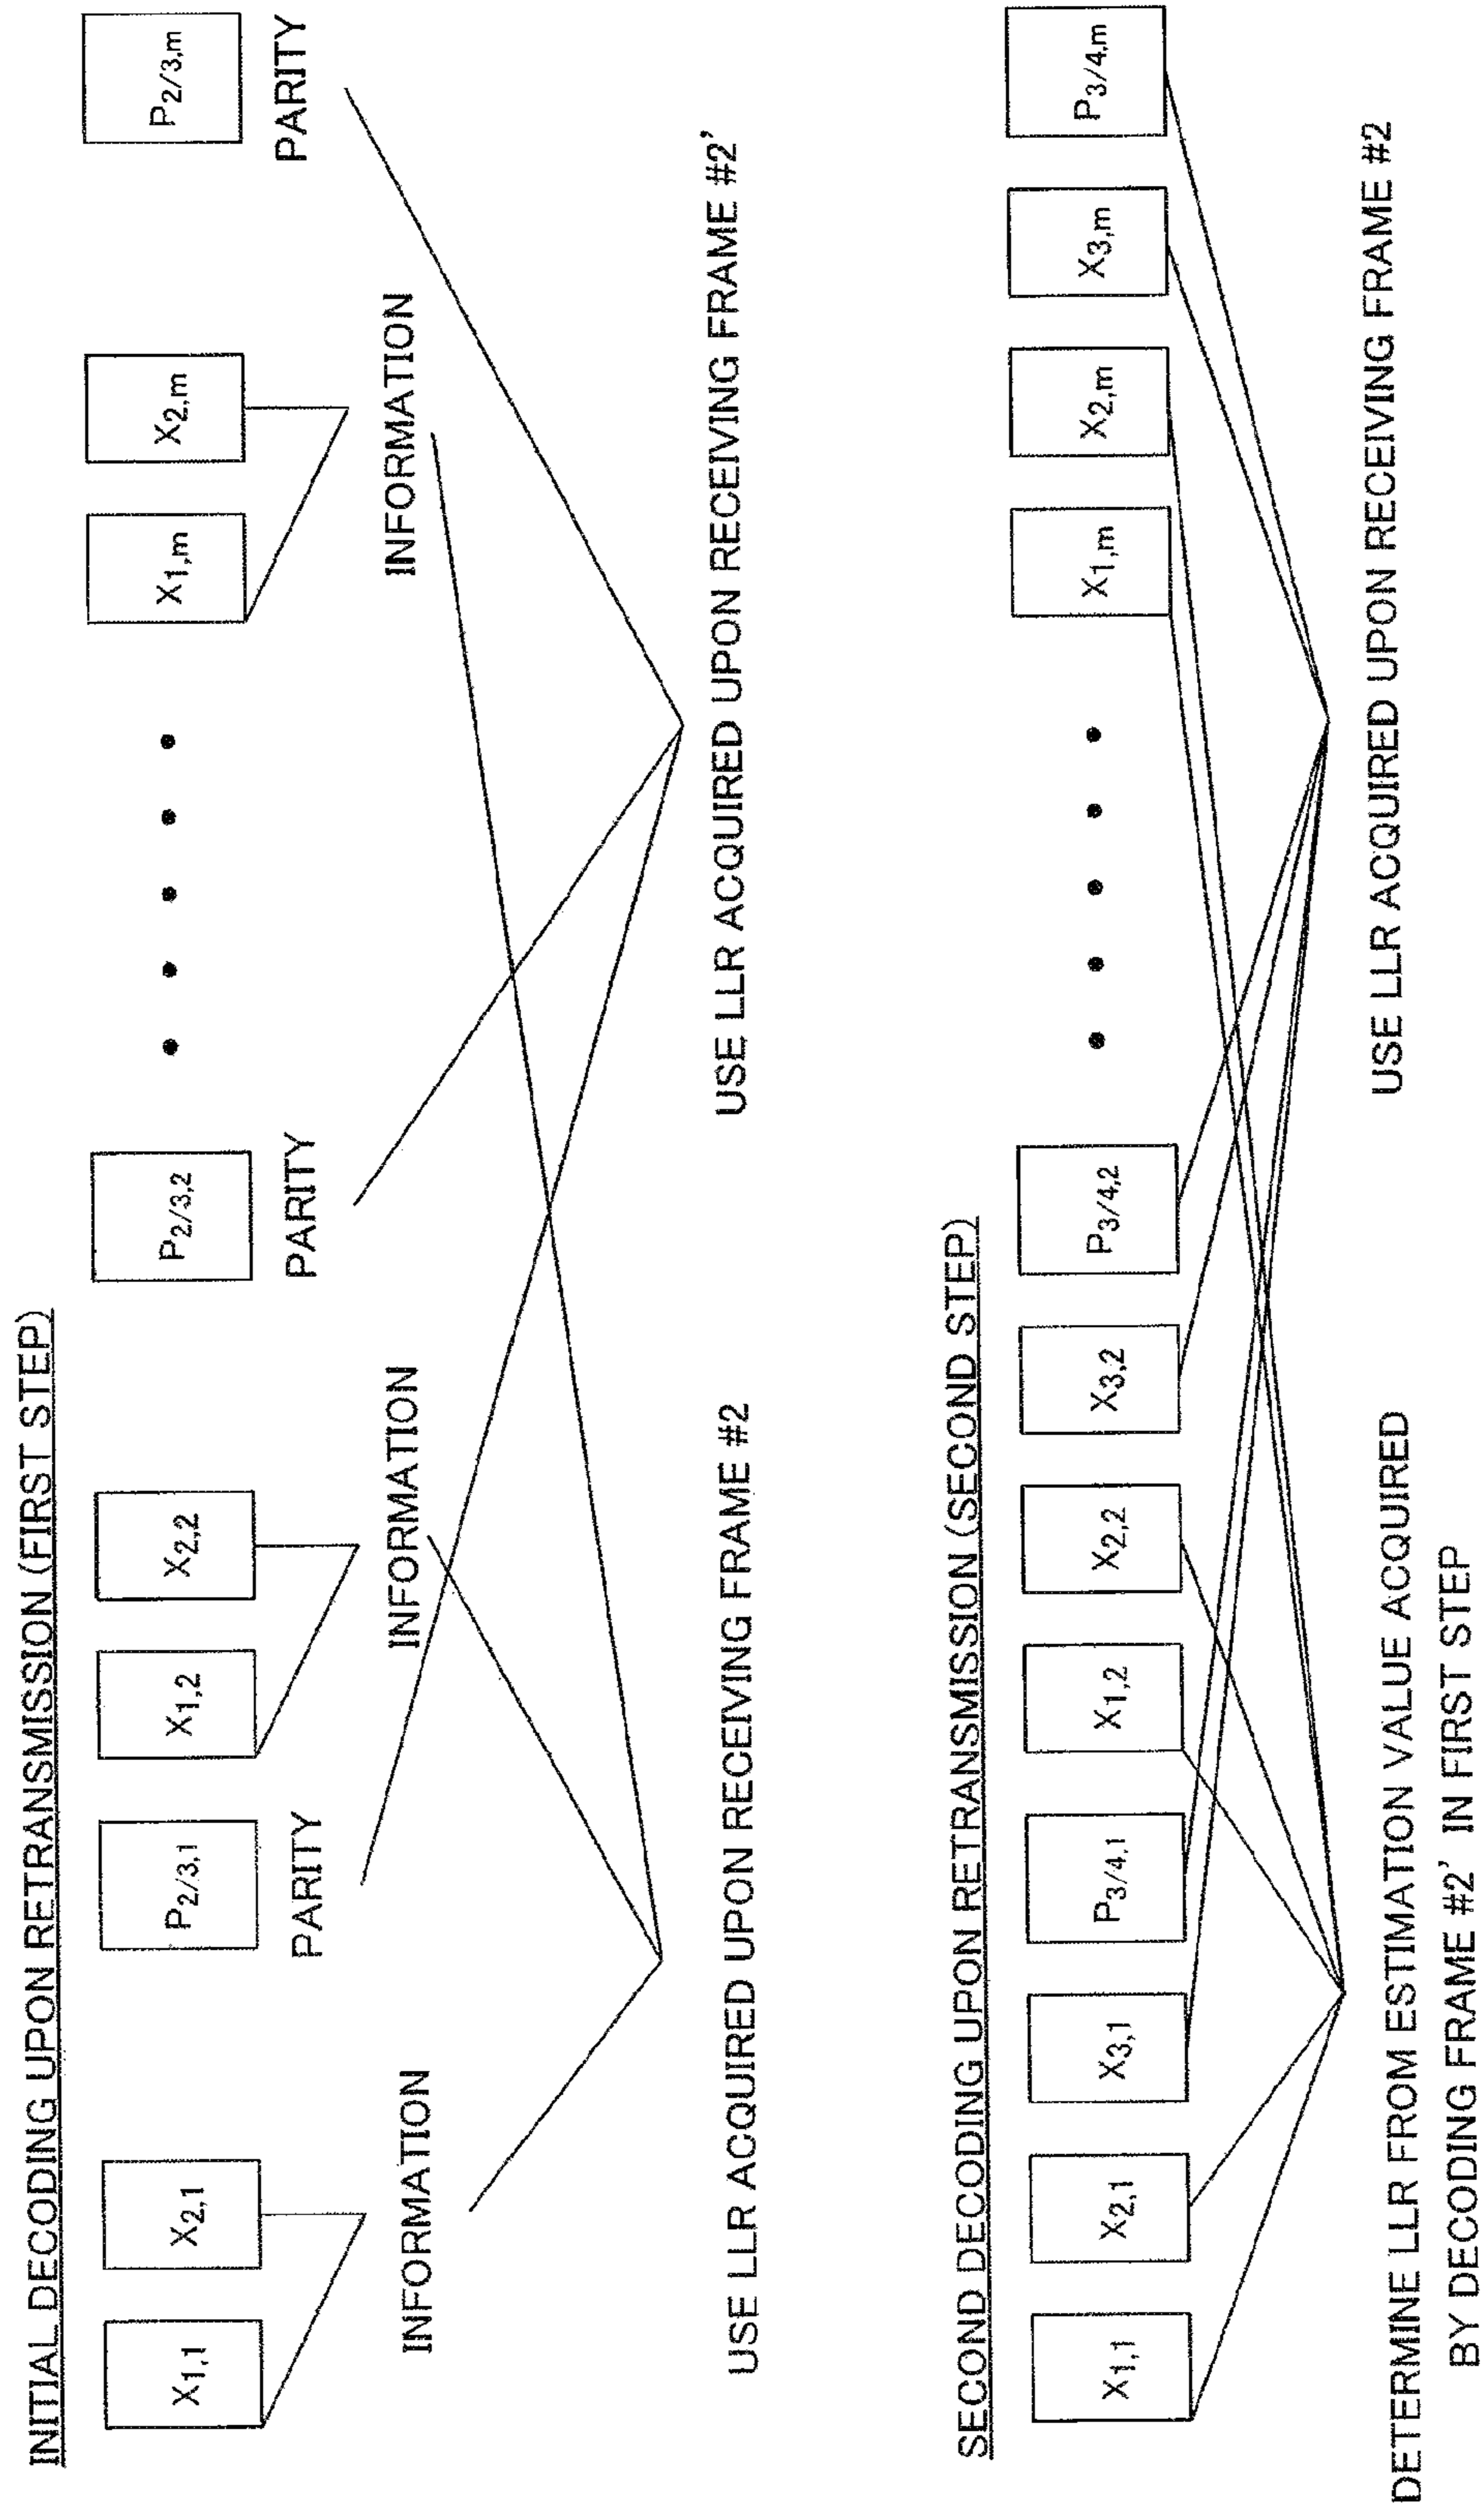 INITIAL DECODING UPON RETRANSMISSION (FIRST STEP)
X1,1 X2,1 P2/3,1 X1,2 X2,2 P2/3,2 X1,m X2,m P2/3,m
PARITY PARITY PARITY
INFORMATION INFORMATION INFORMATION
USE LLR ACQUIRED UPON RECEIVING FRAME #2
USE LLR ACQUIRED UPON RECEIVING FRAME #2'
SECOND DECODING UPON RETRANSMISSION (SECOND STEP)
X1,1 X2,1 X3,1 P3/4,1 X1,2 X2,2 X3,2 P3/4,2 X1,m X2,m X3,m P3/4,m
DETERMINE LLR FROM ESTIMATION VALUE ACQUIRED
BY DECODING FRAME #2' IN FIRST STEP
USE LLR ACQUIRED UPON RECEIVING FRAME #2